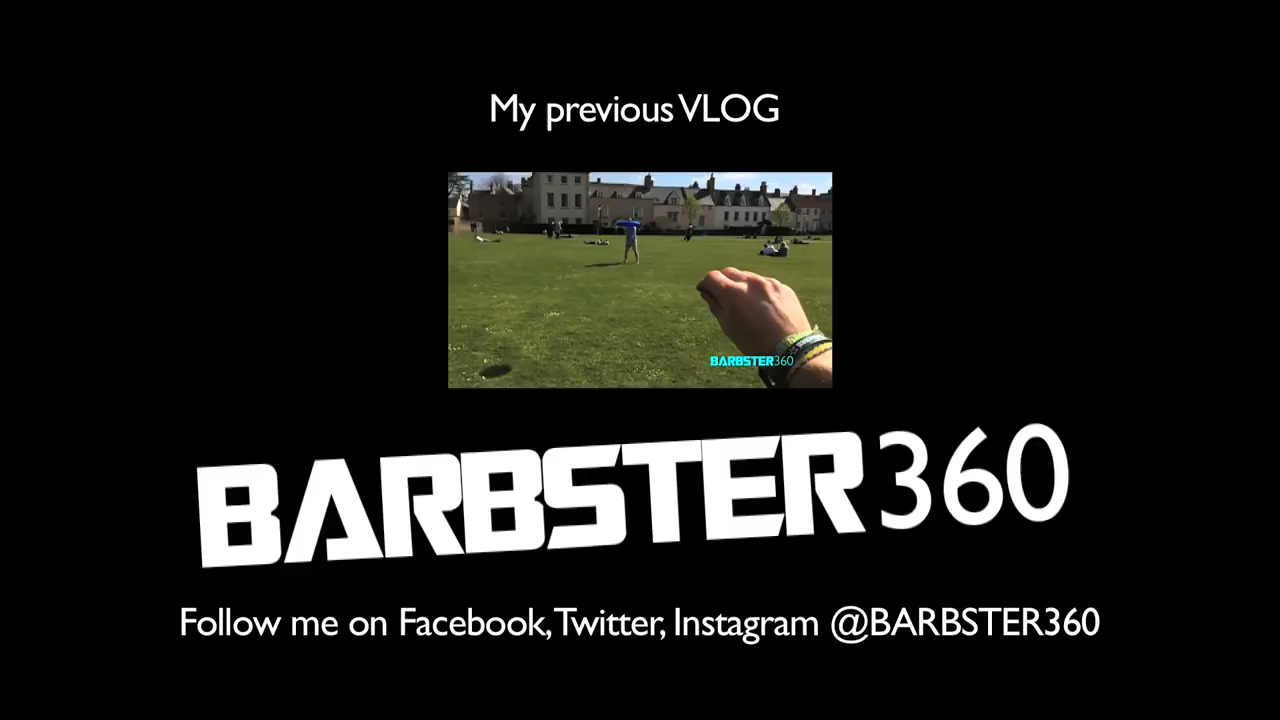 My previous VLOG
BARBSTER360
BARBSTER360
Follow me on Facebook, Twitter, Instagram @BARBSTER360